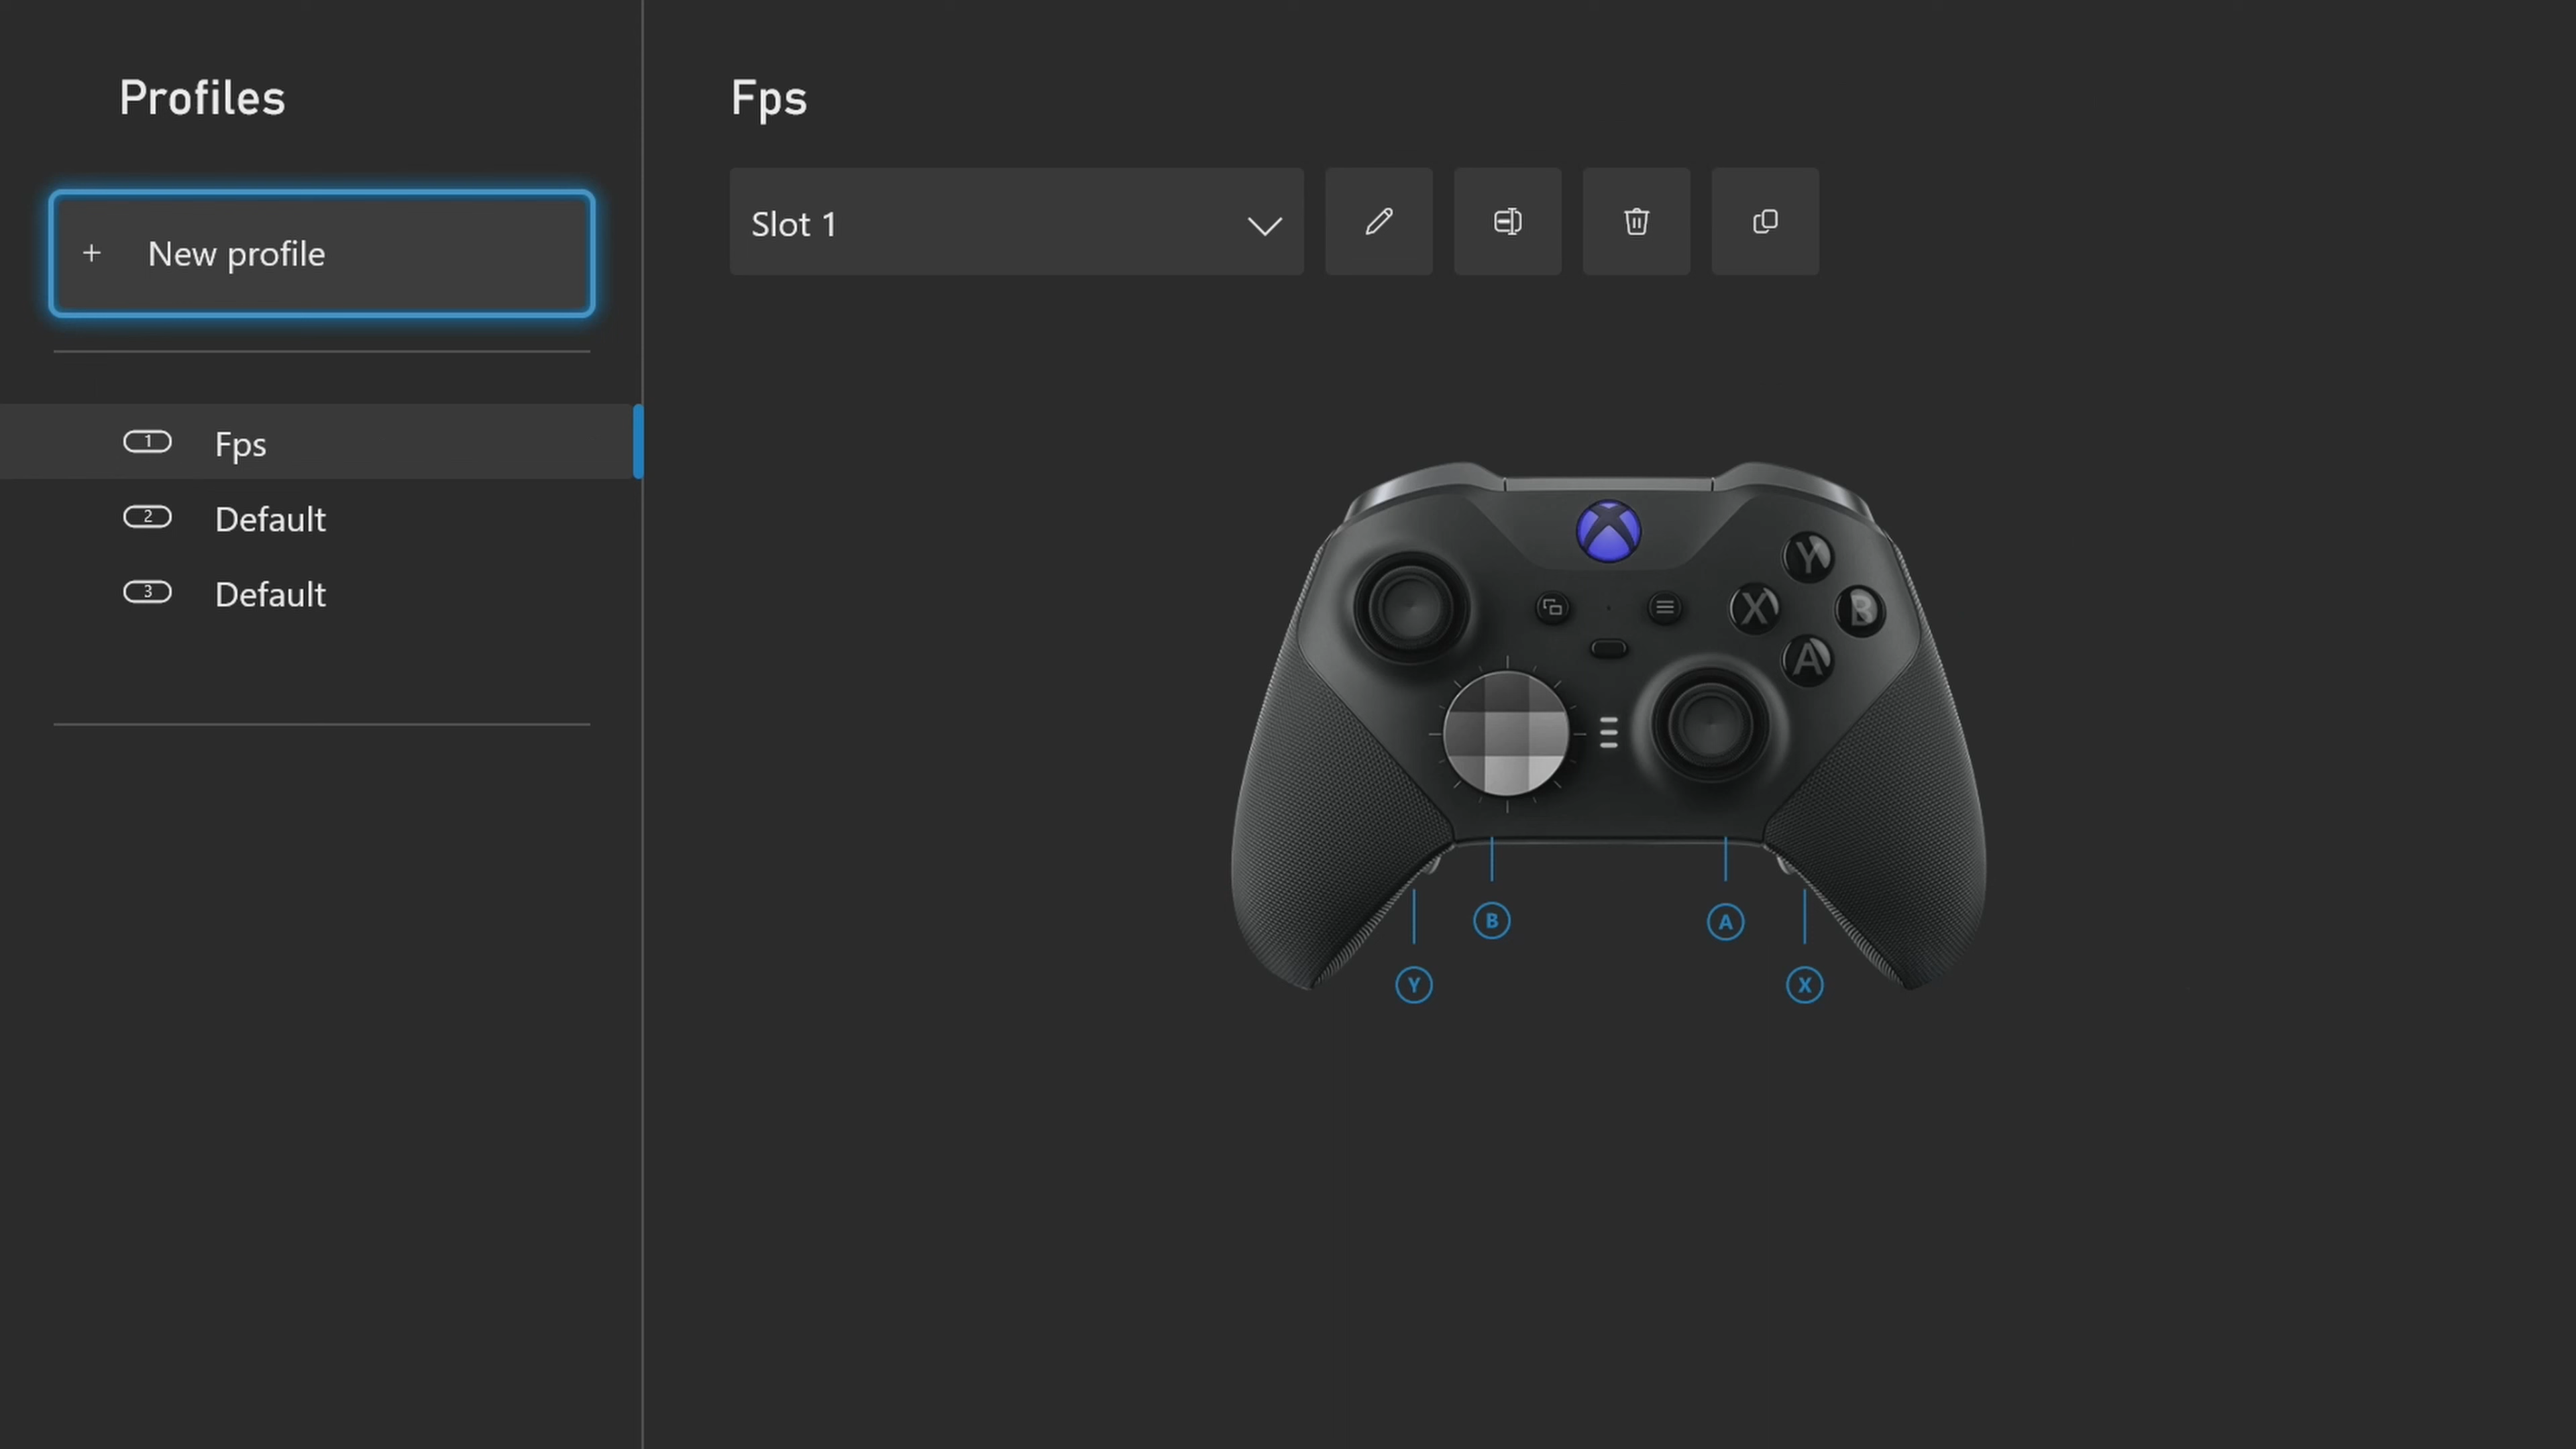 Profiles
+ New profile
1 Fps
2 Default
3 Default
Fps
Slot 1
Y
X
B
A
B
A
Y
X